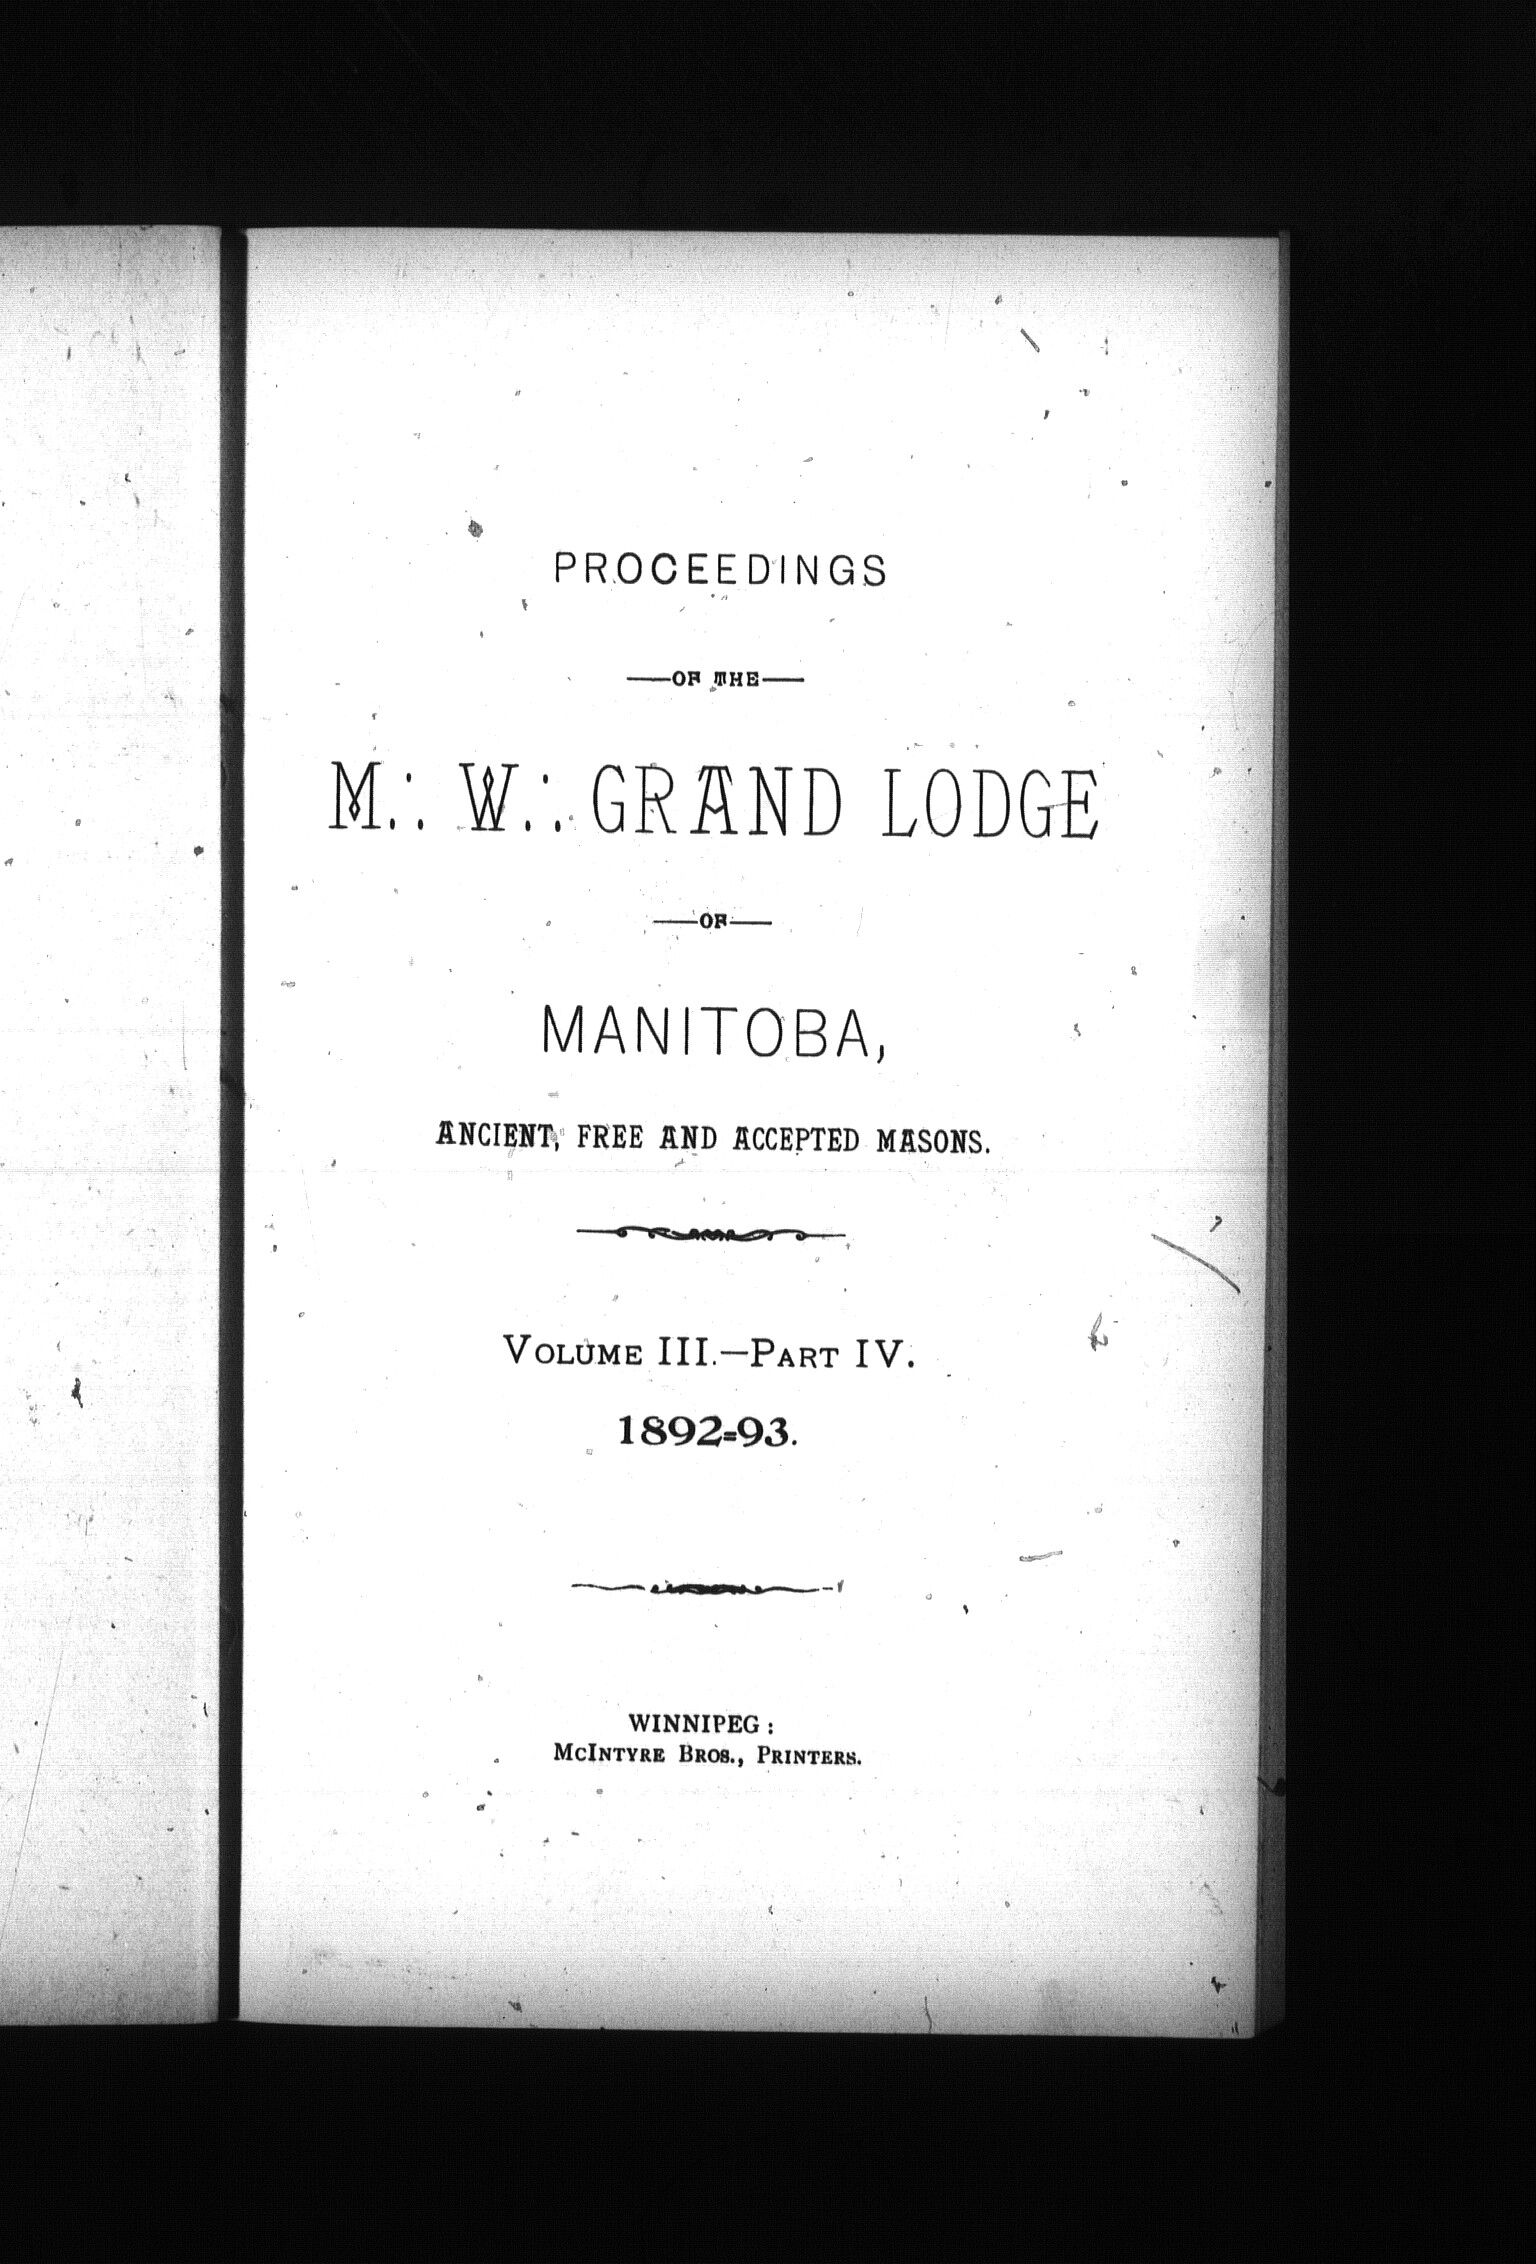 PROCEEDINGS
—OF THE—
M.∴ W.∴ GRAND LODGE
—OF—
MANITOBA,
ANCIENT, FREE AND ACCEPTED MASONS.
VOLUME III.—PART IV.
1892=93.
WINNIPEG :
MCINTYRE BROS., PRINTERS.